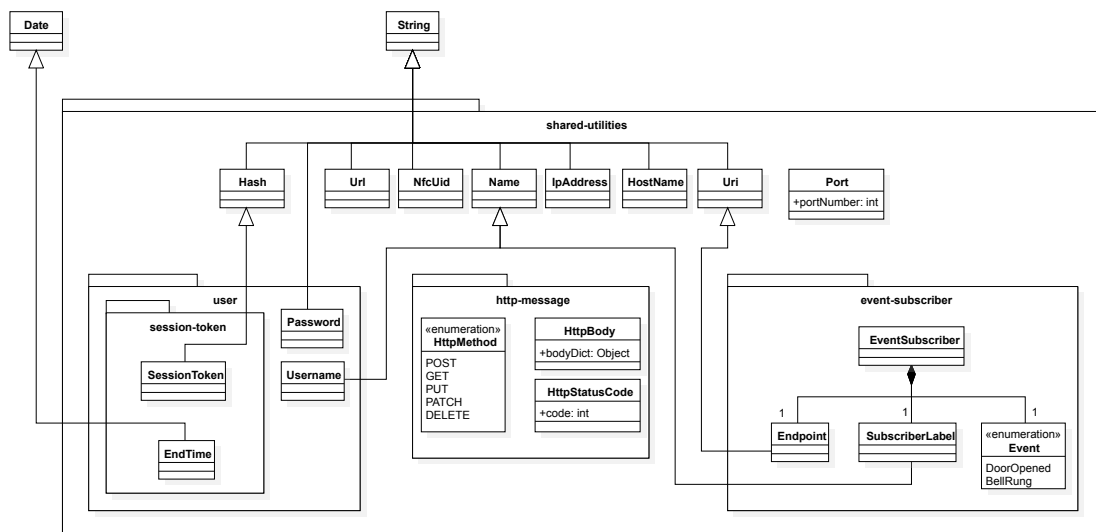 Date
String
shared-utilities
Hash
Url
NfcUid
Name
IpAddress
HostName
Uri
Port
+portNumber: int
user
session-token
SessionToken
EndTime
Password
Username
http-message
«enumeration»
HttpMethod
POST
GET
PUT
PATCH
DELETE
HttpBody
+bodyDict: Object
HttpStatusCode
+code: int
event-subscriber
EventSubscriber
1
1
1
Endpoint
SubscriberLabel
«enumeration»
Event
DoorOpened
BellRung